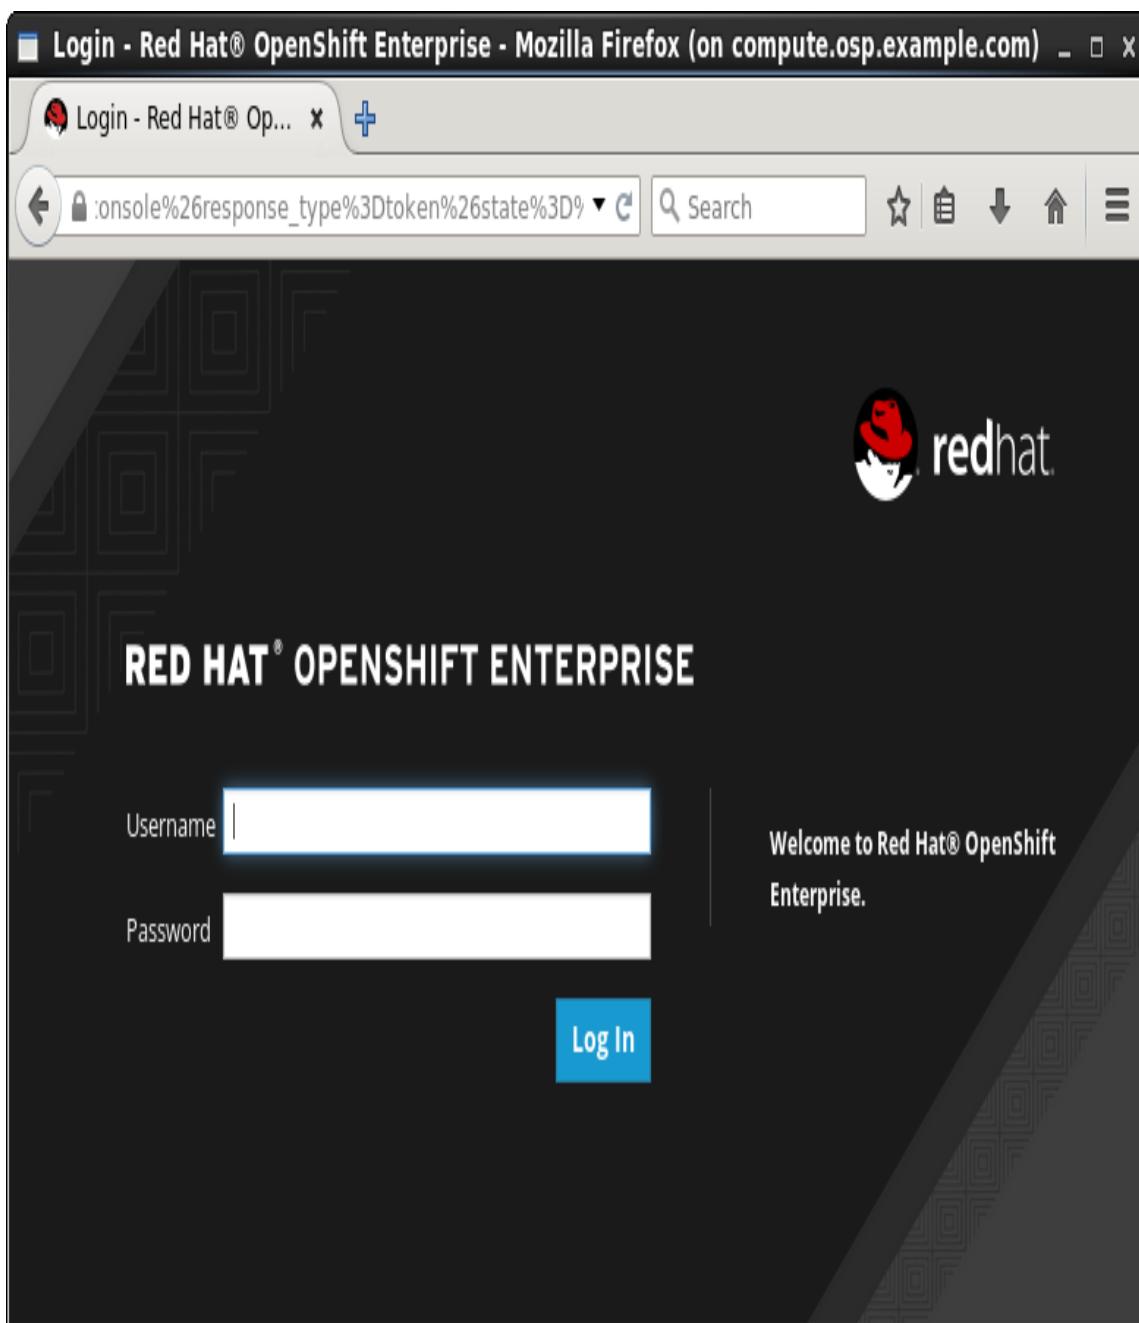 Login - Red Hat® OpenShift Enterprise - Mozilla Firefox (on compute.osp.example.com)
Login - Red Hat® Op...
:onsole%26response_type%3Dtoken%26state%3D%
Search
redhat.
RED HAT® OPENSHIFT ENTERPRISE
Username
Welcome to Red Hat® OpenShift
Enterprise.
Password
Log In